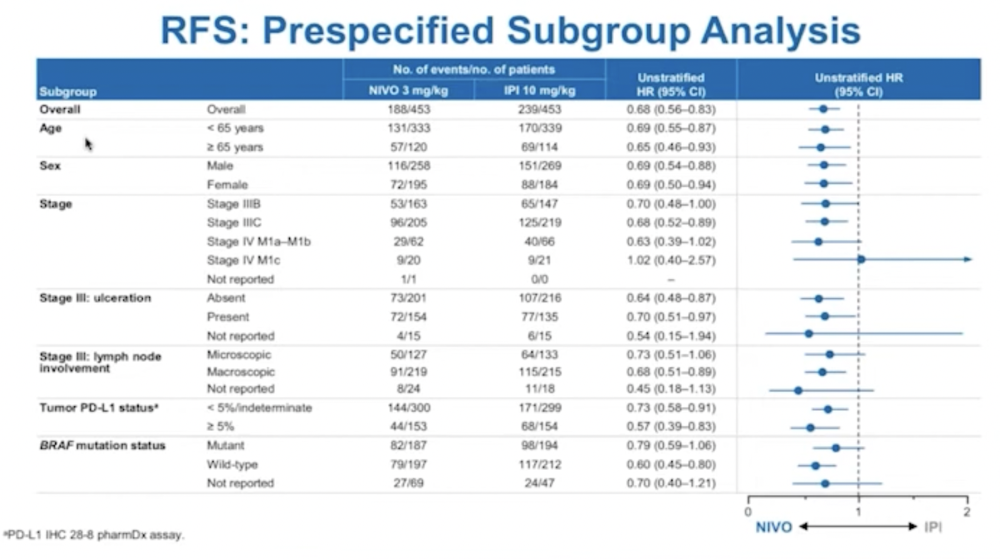 RFS: Prespecified Subgroup Analysis
No. of events/no. of patients
Subgroup NIVO 3 mg/kg IPI 10 mg/kg Unstratified HR (95% CI) Unstratified HR (95% CI)
Overall Overall 188/453 239/453 0.68 (0.56–0.83)
Age < 65 years 131/333 170/339 0.69 (0.55–0.87)
≥ 65 years 57/120 69/114 0.65 (0.46–0.93)
Sex Male 116/258 151/269 0.69 (0.54–0.88)
Female 72/195 88/184 0.69 (0.50–0.94)
Stage Stage IIIB 53/163 65/147 0.70 (0.48–1.00)
Stage IIIC 96/205 125/219 0.68 (0.52–0.89)
Stage IV M1a–M1b 29/62 40/66 0.63 (0.39–1.02)
Stage IV M1c 9/20 9/21 1.02 (0.40–2.57)
Not reported 1/1 0/0 –
Stage III: ulceration Absent 73/201 107/216 0.64 (0.48–0.87)
Present 72/154 77/135 0.70 (0.51–0.97)
Not reported 4/15 6/15 0.54 (0.15–1.94)
Stage III: lymph node involvement Microscopic 50/127 64/133 0.73 (0.51–1.06)
Macroscopic 91/219 115/215 0.68 (0.51–0.89)
Not reported 8/24 11/18 0.45 (0.18–1.13)
Tumor PD-L1 statusª < 5%/indeterminate 144/300 171/299 0.73 (0.58–0.91)
≥ 5% 44/153 68/154 0.57 (0.39–0.83)
BRAF mutation status Mutant 82/187 98/194 0.79 (0.59–1.06)
Wild-type 79/197 117/212 0.60 (0.45–0.80)
Not reported 27/69 24/47 0.70 (0.40–1.21)
0 1 2
NIVO IPI
ªPD-L1 IHC 28-8 pharmDx assay.